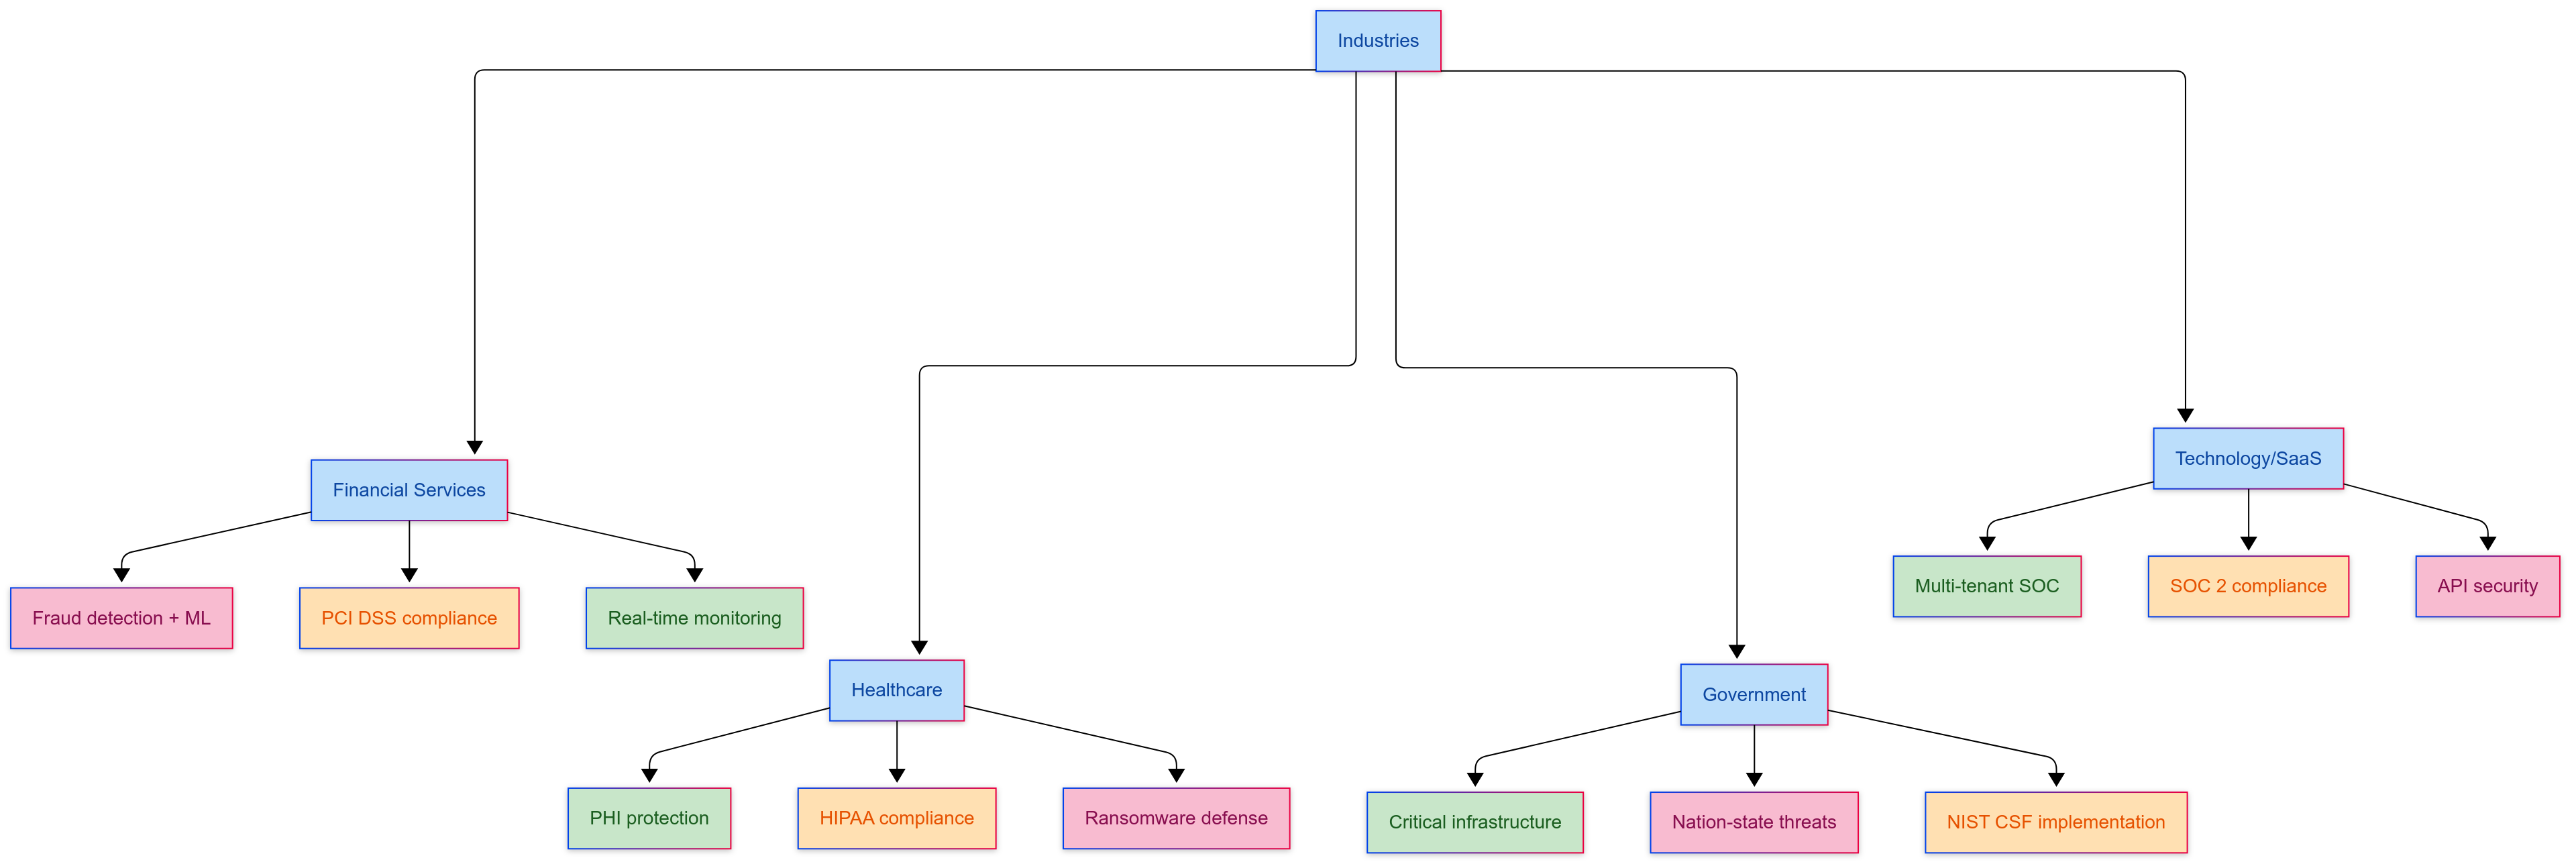 Industries
Financial Services
Technology/SaaS
Fraud detection + ML
PCI DSS compliance
Real-time monitoring
Multi-tenant SOC
SOC 2 compliance
API security
Healthcare
Government
PHI protection
HIPAA compliance
Ransomware defense
Critical infrastructure
Nation-state threats
NIST CSF implementation